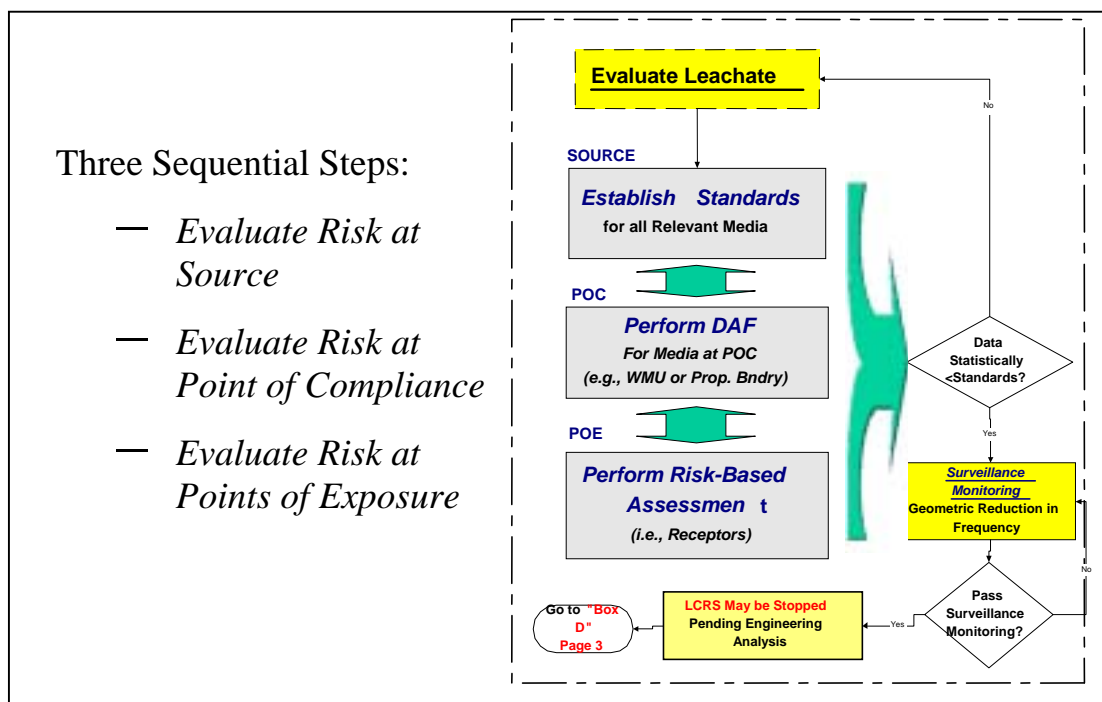 Three Sequential Steps:
— Evaluate Risk at
Source
— Evaluate Risk at
Point of Compliance
— Evaluate Risk at
Points of Exposure
Evaluate Leachate
No
SOURCE
Establish Standards
for all Relevant Media
POC
Perform DAF
For Media at POC
(e.g., WMU or Prop. Bndry)
POE
Perform Risk-Based
Assessmen t
(i.e., Receptors)
Data
Statistically
<Standards?
Yes
Surveillance
Monitoring
Geometric Reduction in
Frequency
No
Pass
Surveillance
Monitoring?
Yes
LCRS May be Stopped
Pending Engineering
Analysis
Go to "Box
D"
Page 3